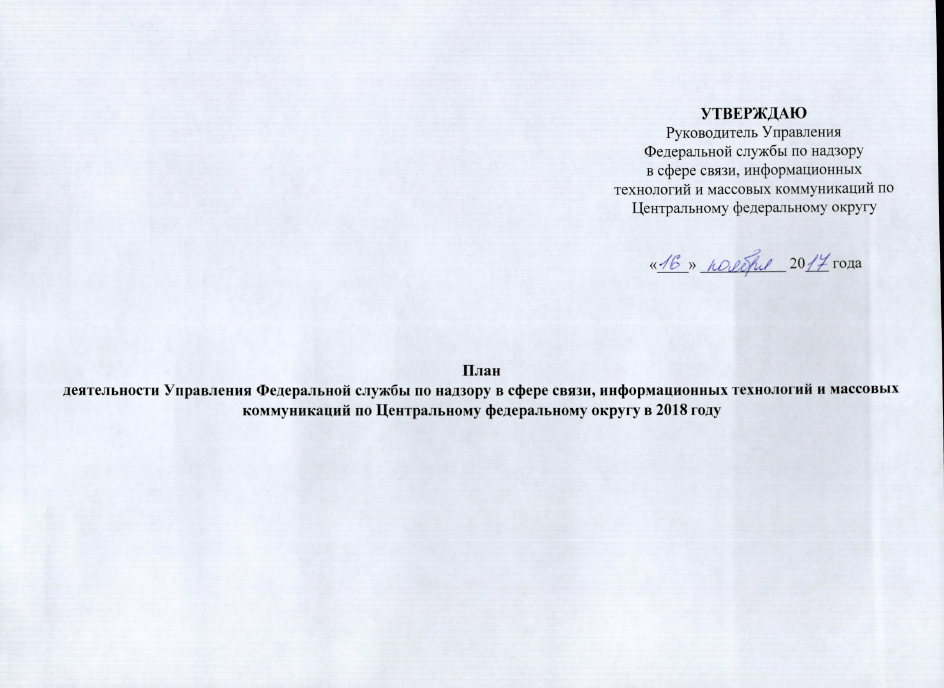 УТВЕРЖДАЮ
Руководитель Управления
Федеральной службы по надзору
в сфере связи, информационных
технологий и массовых коммуникаций по
Центральному федеральному округу
«16» ноября 2017 года
План
деятельности Управления Федеральной службы по надзору в сфере связи, информационных технологий и массовых
коммуникаций по Центральному федеральному округу в 2018 году